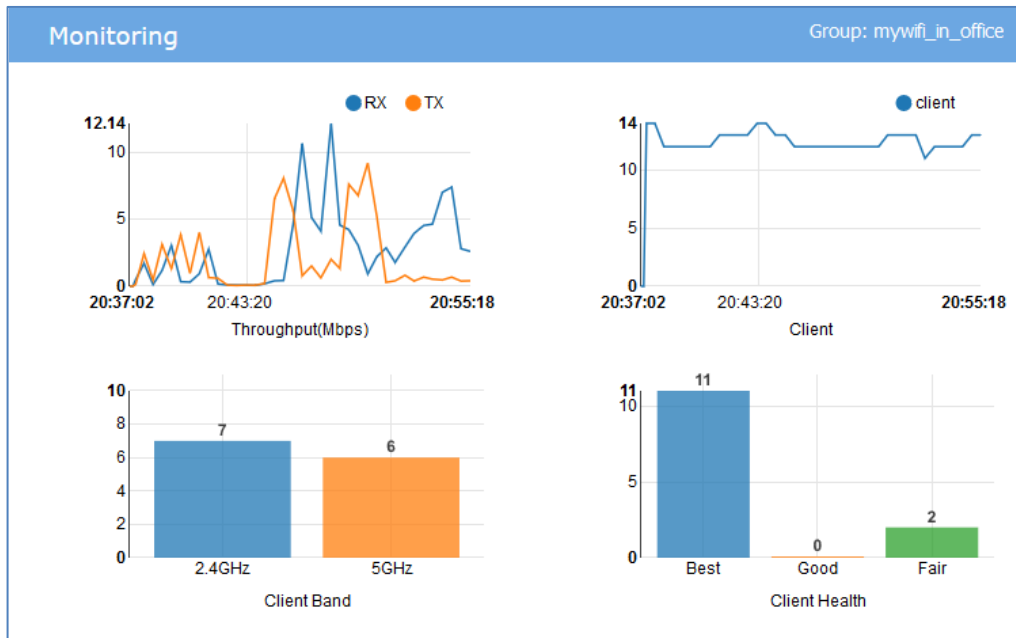 Monitoring
Group: mywifi_in_office
RX TX
12.14
10
5
0
20:37:02 20:43:20 20:55:18
Throughput(Mbps)
client
14
10
5
0
20:37:02 20:43:20 20:55:18
Client
10
8
6
4
2
0
7
6
2.4GHz 5GHz
Client Band
11
10
5
0
11
0
2
Best Good Fair
Client Health